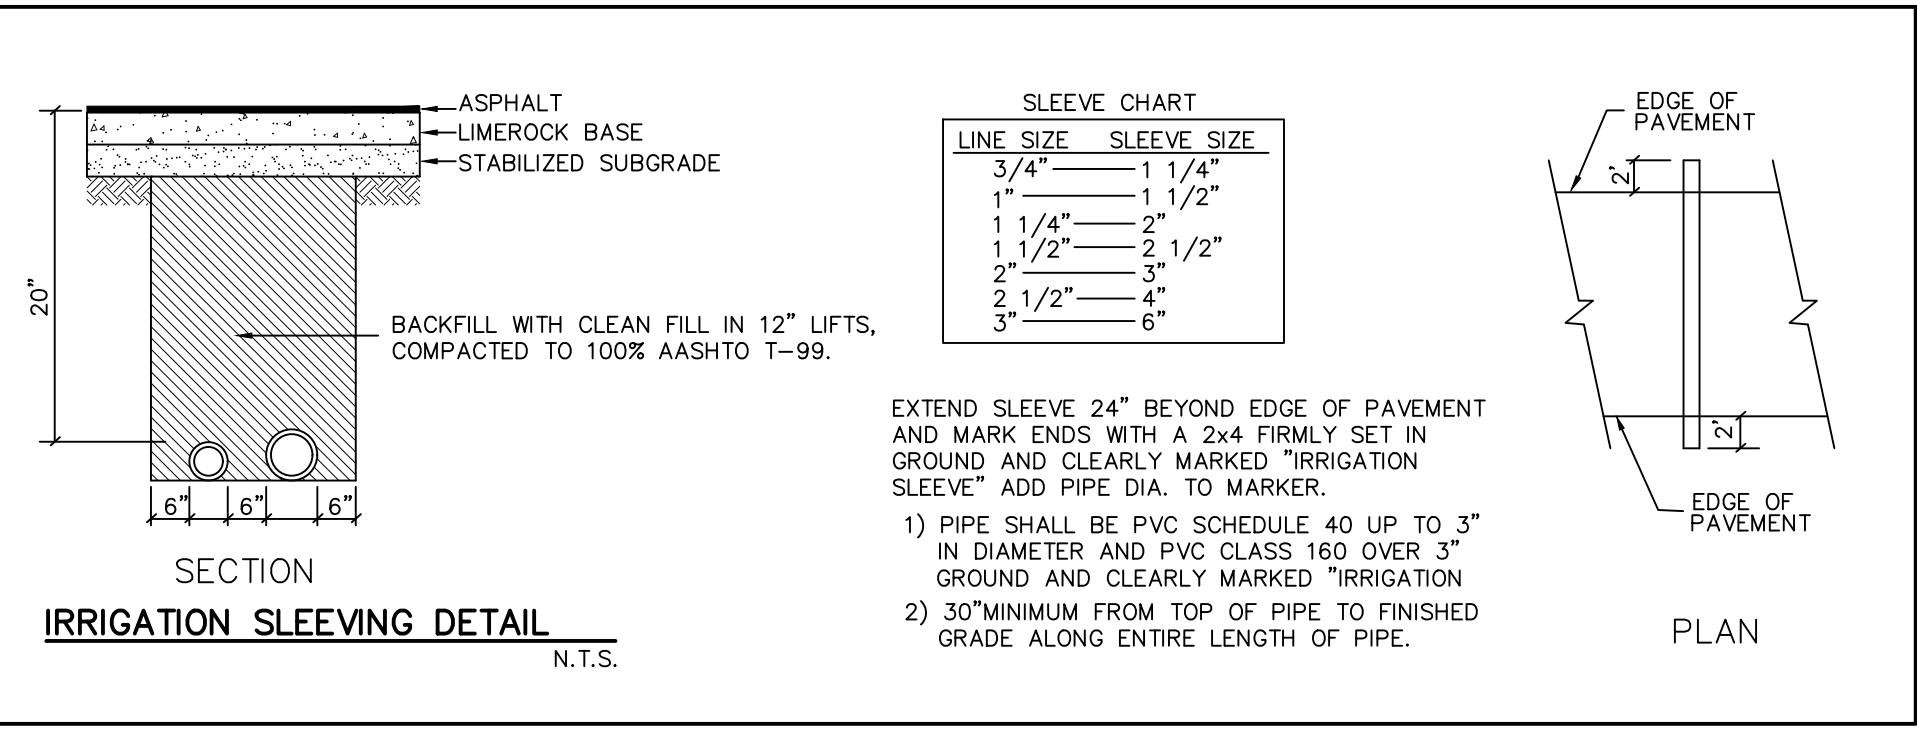 ASPHALT
LIMEROCK BASE
STABILIZED SUBGRADE
20"
BACKFILL WITH CLEAN FILL IN 12" LIFTS,
COMPACTED TO 100% AASHTO T-99.
6" 6" 6"
SECTION
IRRIGATION SLEEVING DETAIL
N.T.S.
SLEEVE CHART
LINE SIZE SLEEVE SIZE
3/4" 1 1/4"
1" 1 1/2"
1 1/4" 2"
1 1/2" 2 1/2"
2" 3"
2 1/2" 4"
3" 6"
EXTEND SLEEVE 24" BEYOND EDGE OF PAVEMENT
AND MARK ENDS WITH A 2x4 FIRMLY SET IN
GROUND AND CLEARLY MARKED "IRRIGATION
SLEEVE" ADD PIPE DIA. TO MARKER.
1) PIPE SHALL BE PVC SCHEDULE 40 UP TO 3"
IN DIAMETER AND PVC CLASS 160 OVER 3"
GROUND AND CLEARLY MARKED "IRRIGATION
2) 30"MINIMUM FROM TOP OF PIPE TO FINISHED
GRADE ALONG ENTIRE LENGTH OF PIPE.
EDGE OF
PAVEMENT
2'
2'
EDGE OF
PAVEMENT
PLAN